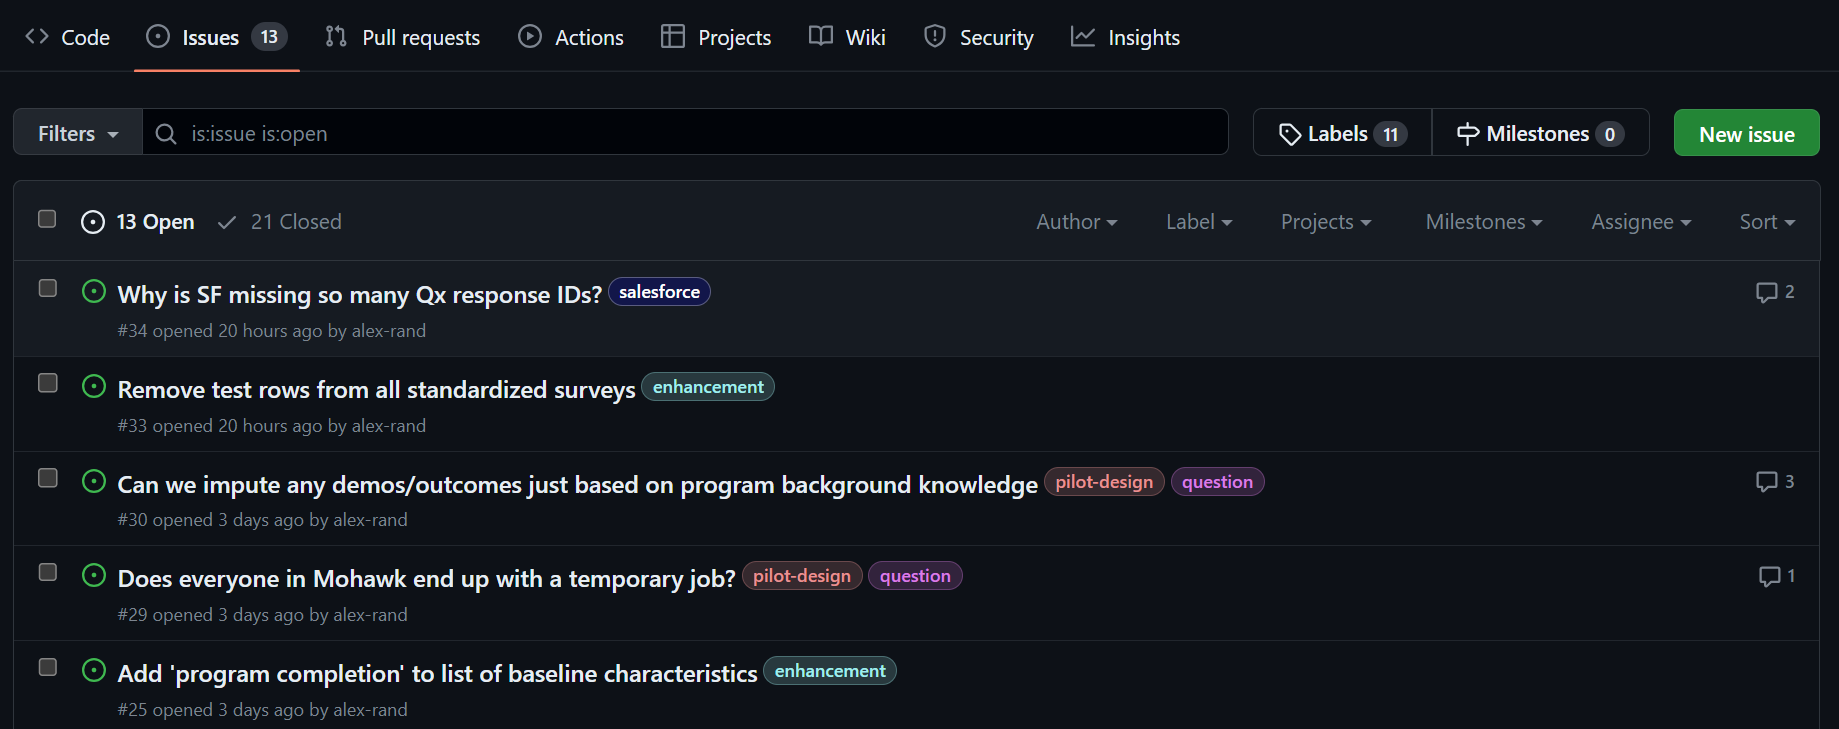 Code Issues 13 Pull requests Actions Projects Wiki Security Insights
Filters is:issue is:open Labels 11 Milestones 0 New issue
13 Open 21 Closed Author Label Projects Milestones Assignee Sort
Why is SF missing so many Qx response IDs? salesforce 2
#34 opened 20 hours ago by alex-rand
Remove test rows from all standardized surveys enhancement
#33 opened 20 hours ago by alex-rand
Can we impute any demos/outcomes just based on program background knowledge pilot-design question 3
#30 opened 3 days ago by alex-rand
Does everyone in Mohawk end up with a temporary job? pilot-design question 1
#29 opened 3 days ago by alex-rand
Add 'program completion' to list of baseline characteristics enhancement
#25 opened 3 days ago by alex-rand